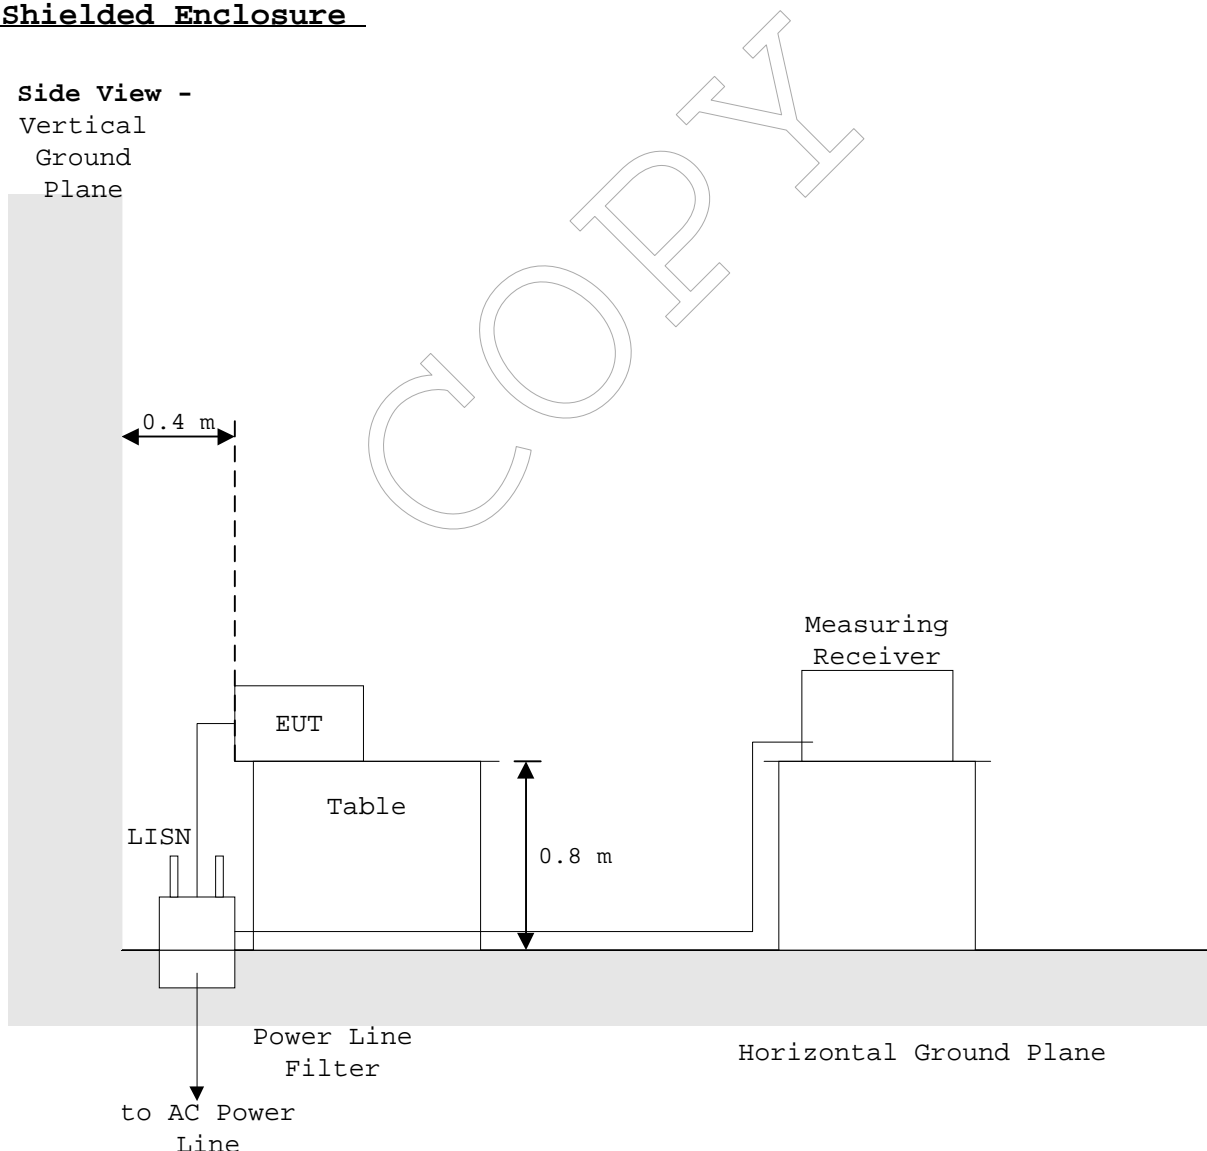 Shielded Enclosure
Side View -
Vertical
Ground
Plane
COPY
0.4 m
Measuring
Receiver
EUT
Table
LISN
0.8 m
Power Line
Filter
Horizontal Ground Plane
to AC Power
Line